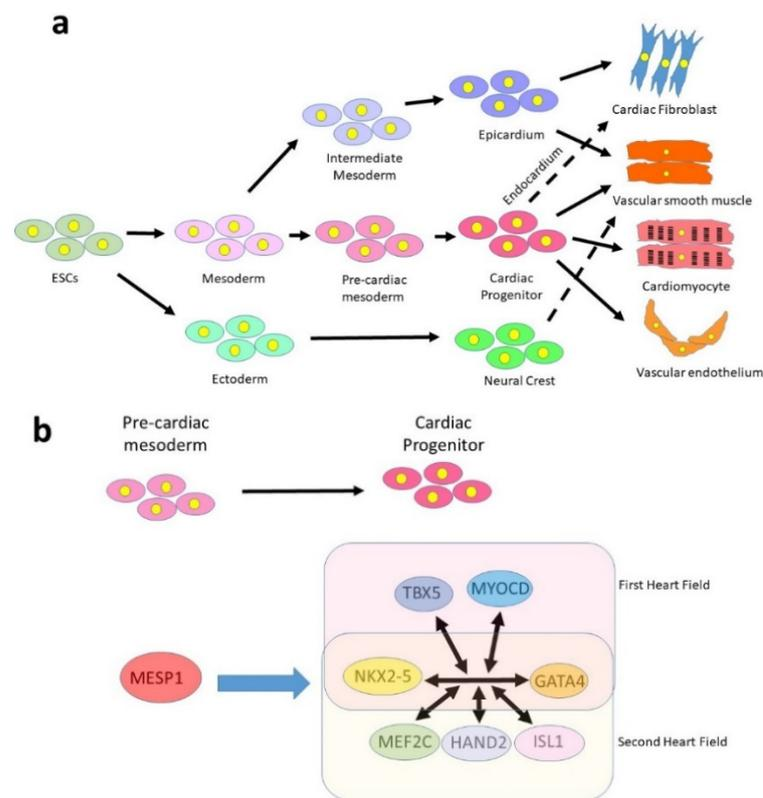 a
Cardiac Fibroblast
Epicardium
Intermediate
Mesoderm
Endocardium
Vascular smooth muscle
ESCs
Mesoderm
Pre-cardiac
mesoderm
Cardiac
Progenitor
Cardiomyocyte
Ectoderm
Neural Crest
Vascular endothelium
b
Pre-cardiac
mesoderm
Cardiac
Progenitor
TBX5
MYOCD
First Heart Field
MESP1
NKX2-5
GATA4
MEF2C
HAND2
ISL1
Second Heart Field